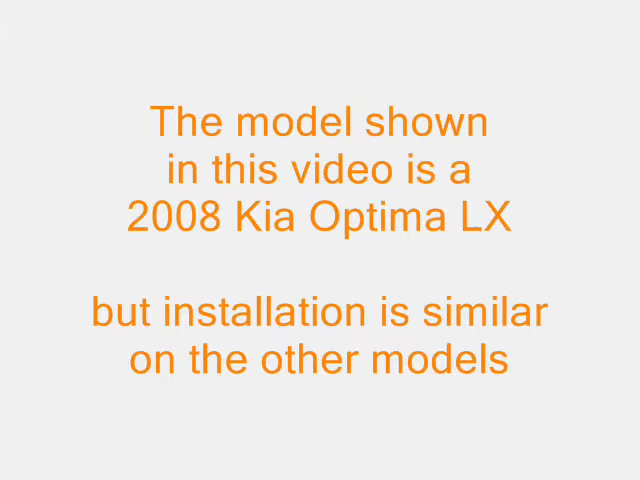 The model shown
in this video is a
2008 Kia Optima LX
but installation is similar
on the other models